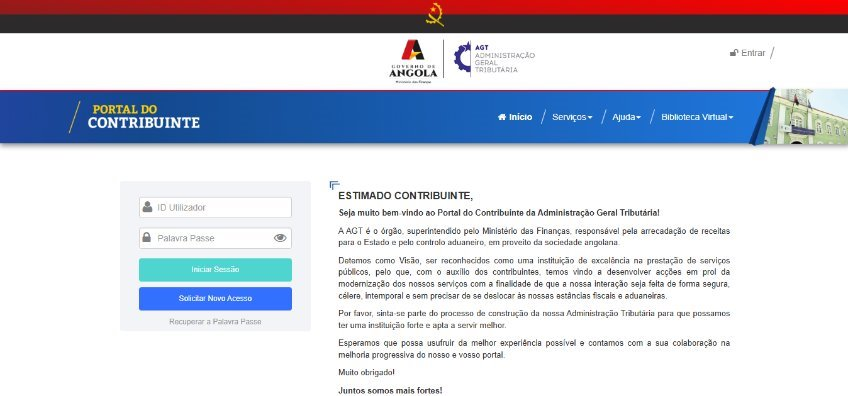 GOVERNO DE
ANGOLA
AGT
ADMINISTRAÇÃO
GERAL
TRIBUTÁRIA
Entrar
PORTAL DO
CONTRIBUINTE
Início
Serviços
Ajuda
Biblioteca Virtual
ID Utilizador
Palavra Passe
Iniciar Sessão
Solicitar Novo Acesso
Recuperar a Palavra Passe
ESTIMADO CONTRIBUINTE,
Seja muito bem-vindo ao Portal do Contribuinte da Administração Geral Tributária!
A AGT é o órgão, superintendido pelo Ministério das Finanças, responsável pela arrecadação de receitas
para o Estado e pelo controlo aduaneiro, em proveito da sociedade angolana.
Detemos como Visão, ser reconhecidos como uma instituição de excelência na prestação de serviços
públicos, pelo que, com o auxílio dos contribuintes, temos vindo a desenvolver acções em prol da
modernização dos nossos serviços com a finalidade de que a nossa interação seja feita de forma segura,
célere, intemporal e sem precisar de se deslocar às nossas estâncias fiscais e aduaneiras.
Por favor, sinta-se parte do processo de construção da nossa Administração Tributária para que possamos
ter uma instituição forte e apta a servir melhor.
Esperamos que possa usufruir da melhor experiência possível e contamos com a sua colaboração na
melhoria progressiva do nosso e vosso portal.
Muito obrigado!
Juntos somos mais fortes!